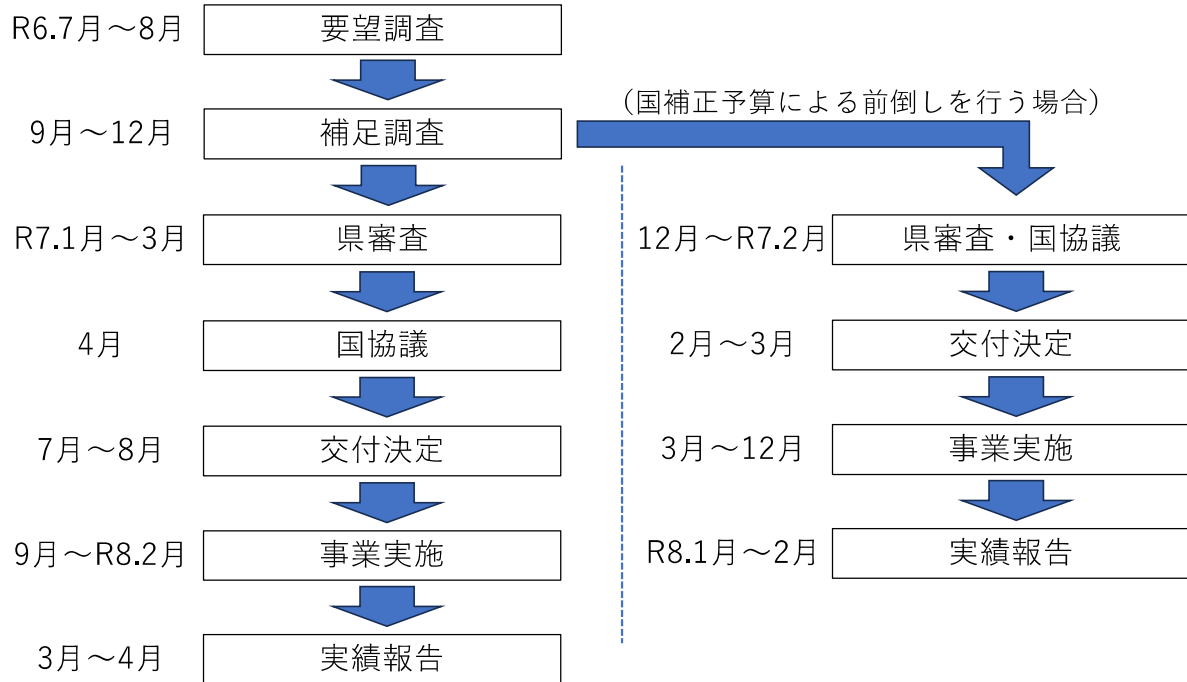 R6.7月～8月
要望調査
9月～12月
補足調査
（国補正予算による前倒しを行う場合）
R7.1月～3月
県審査
4月
国協議
7月～8月
交付決定
9月～R8.2月
事業実施
3月～4月
実績報告
12月～R7.2月
県審査・国協議
2月～3月
交付決定
3月～12月
事業実施
R8.1月～2月
実績報告